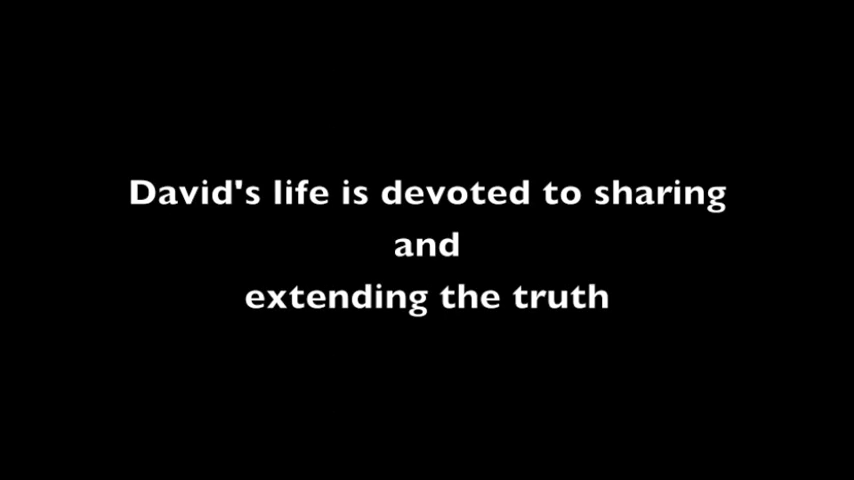 David's life is devoted to sharing
and
extending the truth